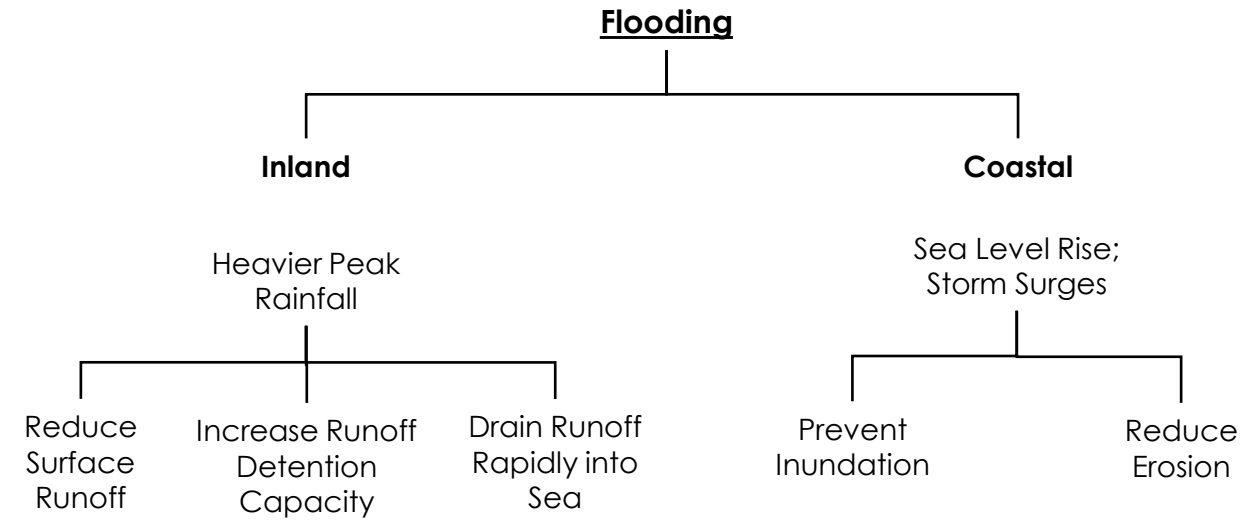 Flooding
Inland
Coastal
Heavier Peak
Rainfall
Sea Level Rise;
Storm Surges
Reduce
Surface
Runoff
Increase Runoff
Detention
Capacity
Drain Runoff
Rapidly into
Sea
Prevent
Inundation
Reduce
Erosion